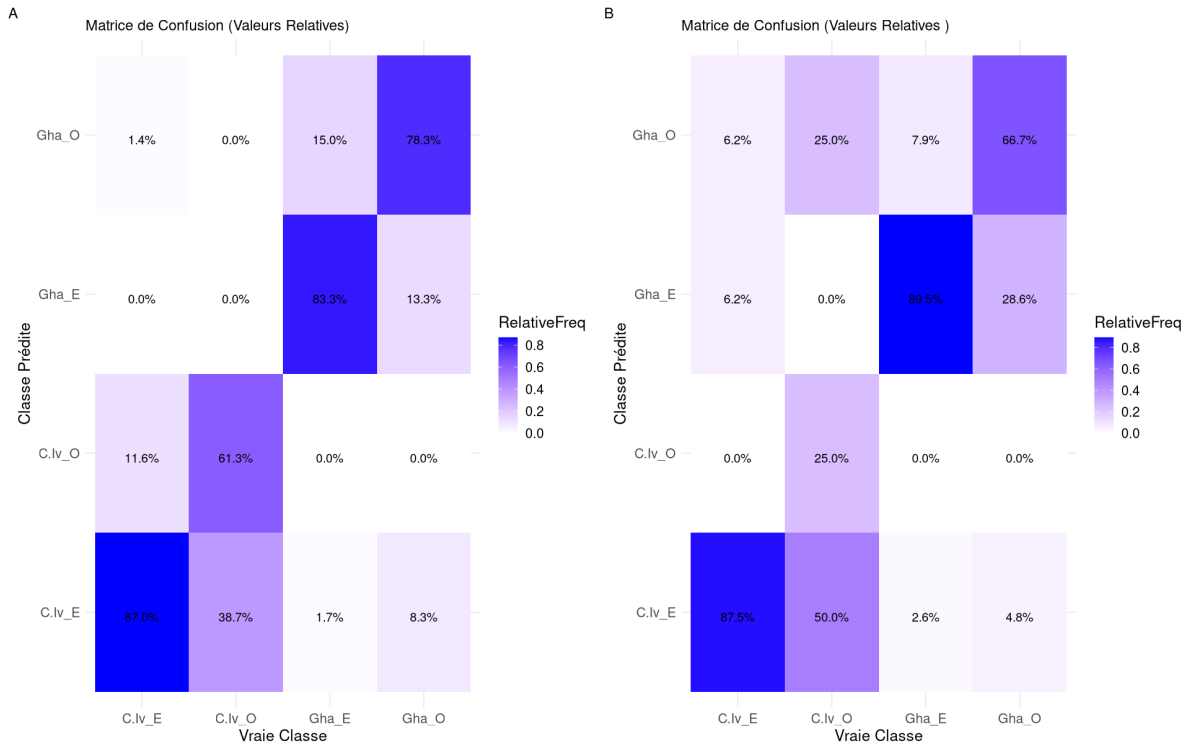 A
Matrice de Confusion (Valeurs Relatives)
Classe Prédite
Gha_O
1.4%
0.0%
15.0%
78.3%
Gha_E
0.0%
0.0%
83.3%
13.3%
C.Iv_O
11.6%
61.3%
0.0%
0.0%
C.Iv_E
87.0%
38.7%
1.7%
8.3%
C.Iv_E
C.Iv_O
Gha_E
Gha_O
Vraie Classe
RelativeFreq
0.8
0.6
0.4
0.2
0.0
B
Matrice de Confusion (Valeurs Relatives )
Classe Prédite
Gha_O
6.2%
25.0%
7.9%
66.7%
Gha_E
6.2%
0.0%
89.5%
28.6%
C.Iv_O
0.0%
25.0%
0.0%
0.0%
C.Iv_E
87.5%
50.0%
2.6%
4.8%
C.Iv_E
C.Iv_O
Gha_E
Gha_O
Vraie Classe
RelativeFreq
0.8
0.6
0.4
0.2
0.0